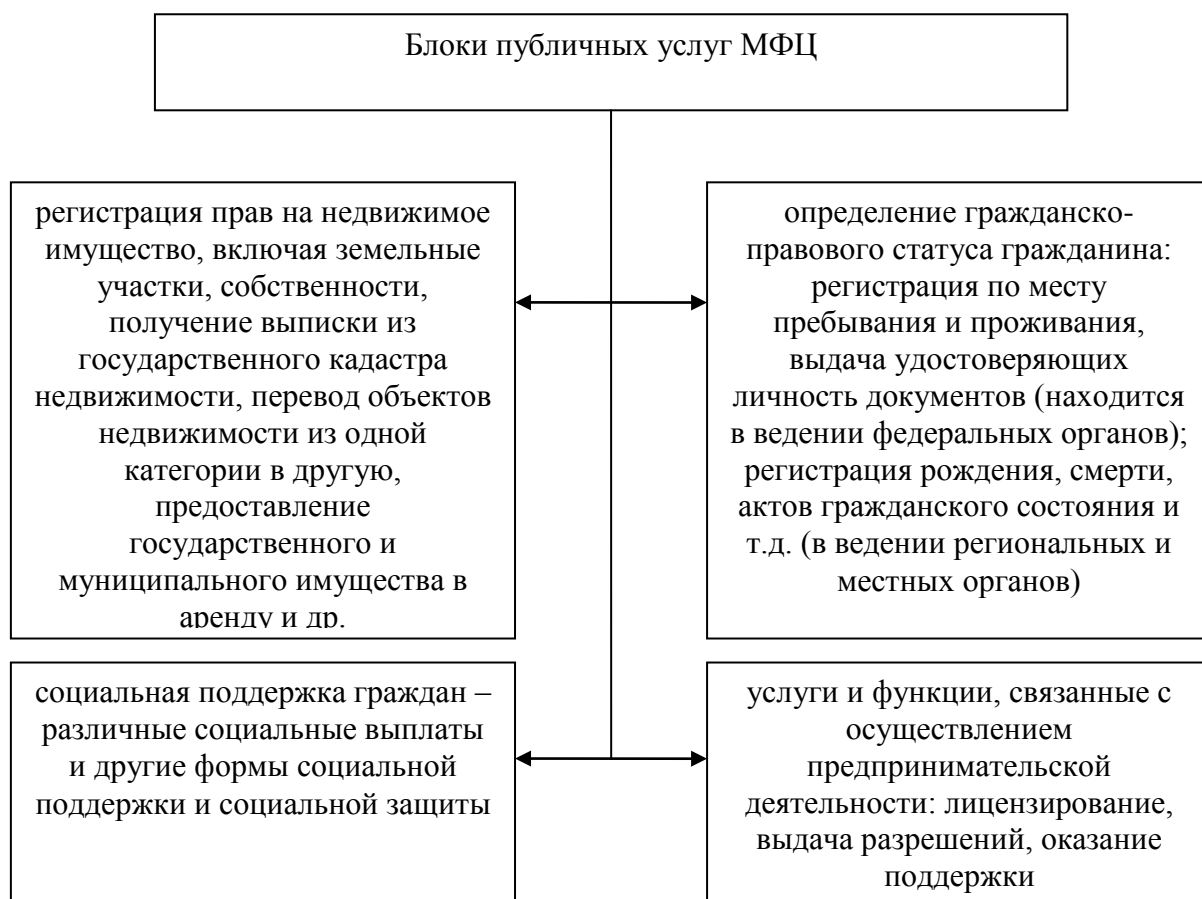 Блоки публичных услуг МФЦ
регистрация прав на недвижимое
имущество, включая земельные
участки, собственности,
получение выписки из
государственного кадастра
недвижимости, перевод объектов
недвижимости из одной
категории в другую,
предоставление
государственного и
муниципального имущества в
аренду и др.
определение гражданско-
правового статуса гражданина:
регистрация по месту
пребывания и проживания,
выдача удостоверяющих
личность документов (находится
в ведении федеральных органов);
регистрация рождения, смерти,
актов гражданского состояния и
т.д. (в ведении региональных и
местных органов)
социальная поддержка граждан –
различные социальные выплаты
и другие формы социальной
поддержки и социальной защиты
услуги и функции, связанные с
осуществлением
предпринимательской
деятельности: лицензирование,
выдача разрешений, оказание
поддержки